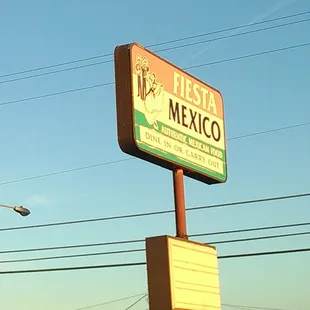 FIESTA
MEXICO
AUTHENTIC MEXICAN FOOD
DINE IN OR CARRY OUT